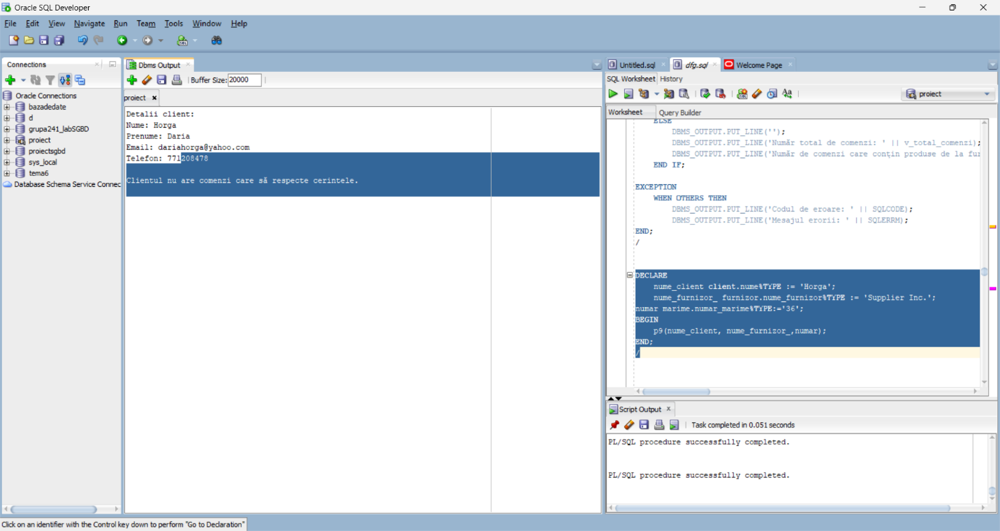 Oracle SQL Developer
File Edit View Navigate Run Team Tools Window Help
Connections
Oracle Connections
bazadedate
d
grupa241_labSGBD
proiect
proiectsgbd
sys_local
tema6
Database Schema Service Connec
Dbms Output
Buffer Size: 20000
proiect
Detalii client:
Nume: Horga
Prenume: Daria
Email: dariahorga@yahoo.com
Telefon: 771208478
Clientul nu are comenzi care să respecte cerintele.
Untitled.sql dfg.sql Welcome Page
SQL Worksheet History
proiect
Worksheet Query Builder
ELSE
DBMS_OUTPUT.PUT_LINE('');
DBMS_OUTPUT.PUT_LINE('Număr total de comenzi: ' || v_total_comenzi);
DBMS_OUTPUT.PUT_LINE('Număr de comenzi care conțin produse de la fur
END IF;
EXCEPTION
WHEN OTHERS THEN
DBMS_OUTPUT.PUT_LINE('Codul de eroare: ' || SQLCODE);
DBMS_OUTPUT.PUT_LINE('Mesajul erorii: ' || SQLERRM);
END;
/
DECLARE
nume_client client.nume%TYPE := 'Horga';
nume_furnizor_ furnizor.nume_furnizor%TYPE := 'Supplier Inc.';
numar marime.numar_marime%TYPE:='36';
BEGIN
p9(nume_client, nume_furnizor_,numar);
END;
/
Script Output
Task completed in 0.051 seconds
PL/SQL procedure successfully completed.
PL/SQL procedure successfully completed.
Click on an identifier with the Control key down to perform "Go to Declaration"